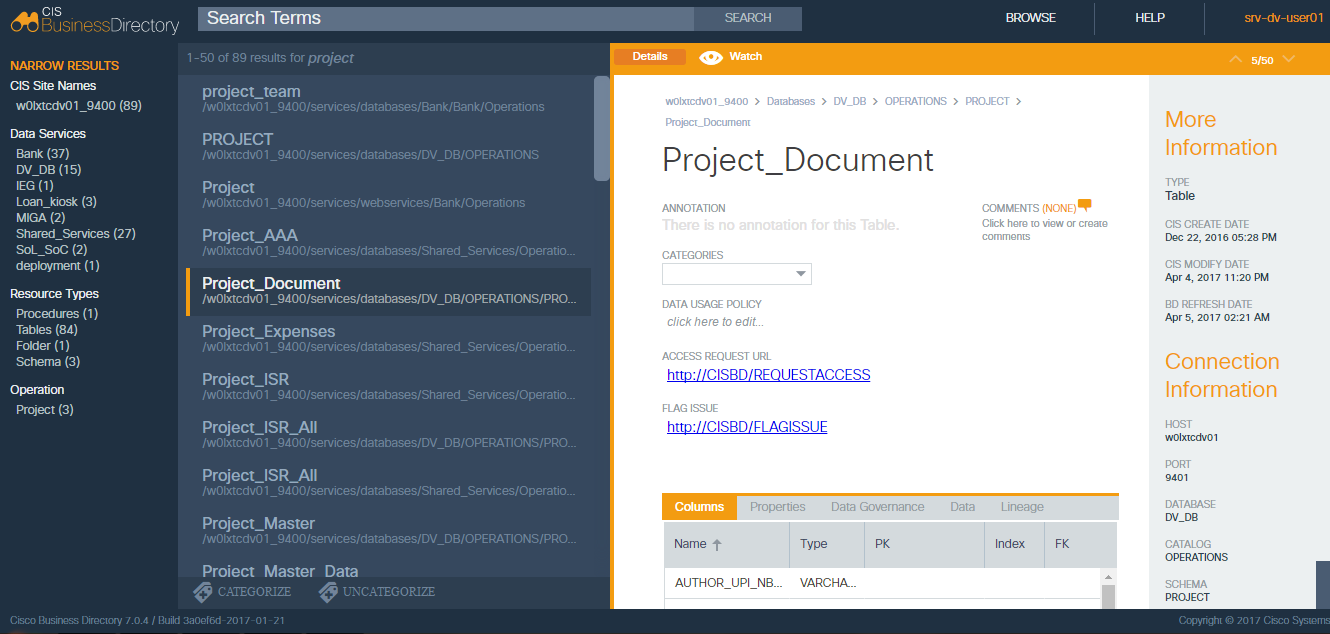 CIS
BusinessDirectory
Search Terms
SEARCH
BROWSE
HELP
srv-dv-user01
NARROW RESULTS
CIS Site Names
w0lxtcdv01_9400 (89)
Data Services
Bank (37)
DV_DB (15)
IEG (1)
Loan_kiosk (3)
MIGA (2)
Shared_Services (27)
SoL_SoC (2)
deployment (1)
Resource Types
Procedures (1)
Tables (84)
Folder (1)
Schema (3)
Operation
Project (3)
1-50 of 89 results for project
project_team
/w0lxtcdv01_9400/services/databases/Bank/Bank/Operations
PROJECT
/w0lxtcdv01_9400/services/databases/DV_DB/OPERATIONS
Project
/w0lxtcdv01_9400/services/webservices/Bank/Operations
Project_AAA
/w0lxtcdv01_9400/services/databases/Shared_Services/Operatio...
Project_Document
/w0lxtcdv01_9400/services/databases/DV_DB/OPERATIONS/PRO...
Project_Expenses
/w0lxtcdv01_9400/services/databases/Shared_Services/Operatio...
Project_ISR
/w0lxtcdv01_9400/services/databases/Shared_Services/Operatio...
Project_ISR_All
/w0lxtcdv01_9400/services/databases/DV_DB/OPERATIONS/PRO...
Project_ISR_All
/w0lxtcdv01_9400/services/databases/Shared_Services/Operatio...
Project_Master
/w0lxtcdv01_9400/services/databases/DV_DB/OPERATIONS/PRO...
Project_Master_Data
CATEGORIZE
UNCATEGORIZE
Details
Watch
5/50
w0lxtcdv01_9400 > Databases > DV_DB > OPERATIONS > PROJECT >
Project_Document
Project_Document
ANNOTATION
There is no annotation for this Table.
COMMENTS (NONE)
Click here to view or create
comments
CATEGORIES
DATA USAGE POLICY
click here to edit...
ACCESS REQUEST URL
http://CISBD/REQUESTACCESS
FLAG ISSUE
http://CISBD/FLAGISSUE
Columns Properties Data Governance Data Lineage
Name Type PK Index FK
AUTHOR_UPI_NB... VARCHA...
More
Information
TYPE
Table
CIS CREATE DATE
Dec 22, 2016 05:28 PM
CIS MODIFY DATE
Apr 4, 2017 11:20 PM
BD REFRESH DATE
Apr 5, 2017 02:21 AM
Connection
Information
HOST
w0lxtcdv01
PORT
9401
DATABASE
DV_DB
CATALOG
OPERATIONS
SCHEMA
PROJECT
Cisco Business Directory 7.0.4 / Build 3a0ef6d-2017-01-21
Copyright © 2017 Cisco Systems